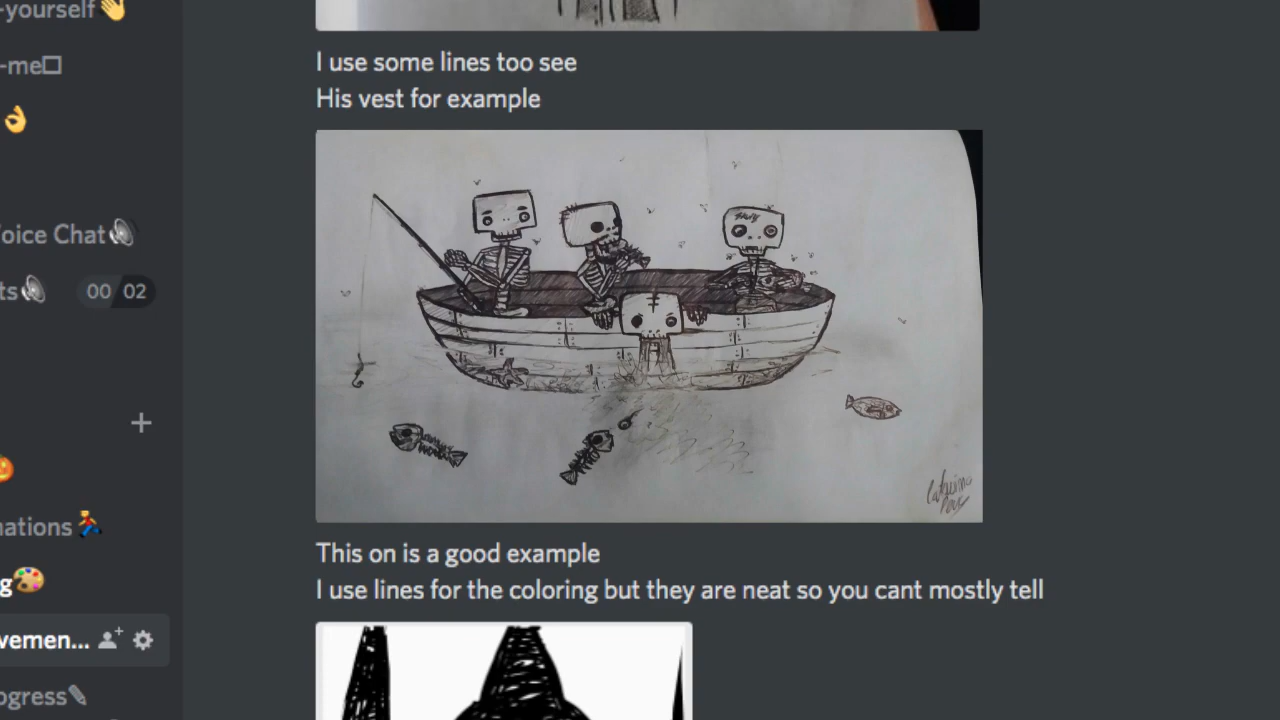 -yourself👋
-me
👌
oice Chat🔊
ts🔊 00 02
+
🎃
nations🏃
g🎨
vemen...
ogress✏
I use some lines too see
His vest for example
This on is a good example
I use lines for the coloring but they are neat so you cant mostly tell